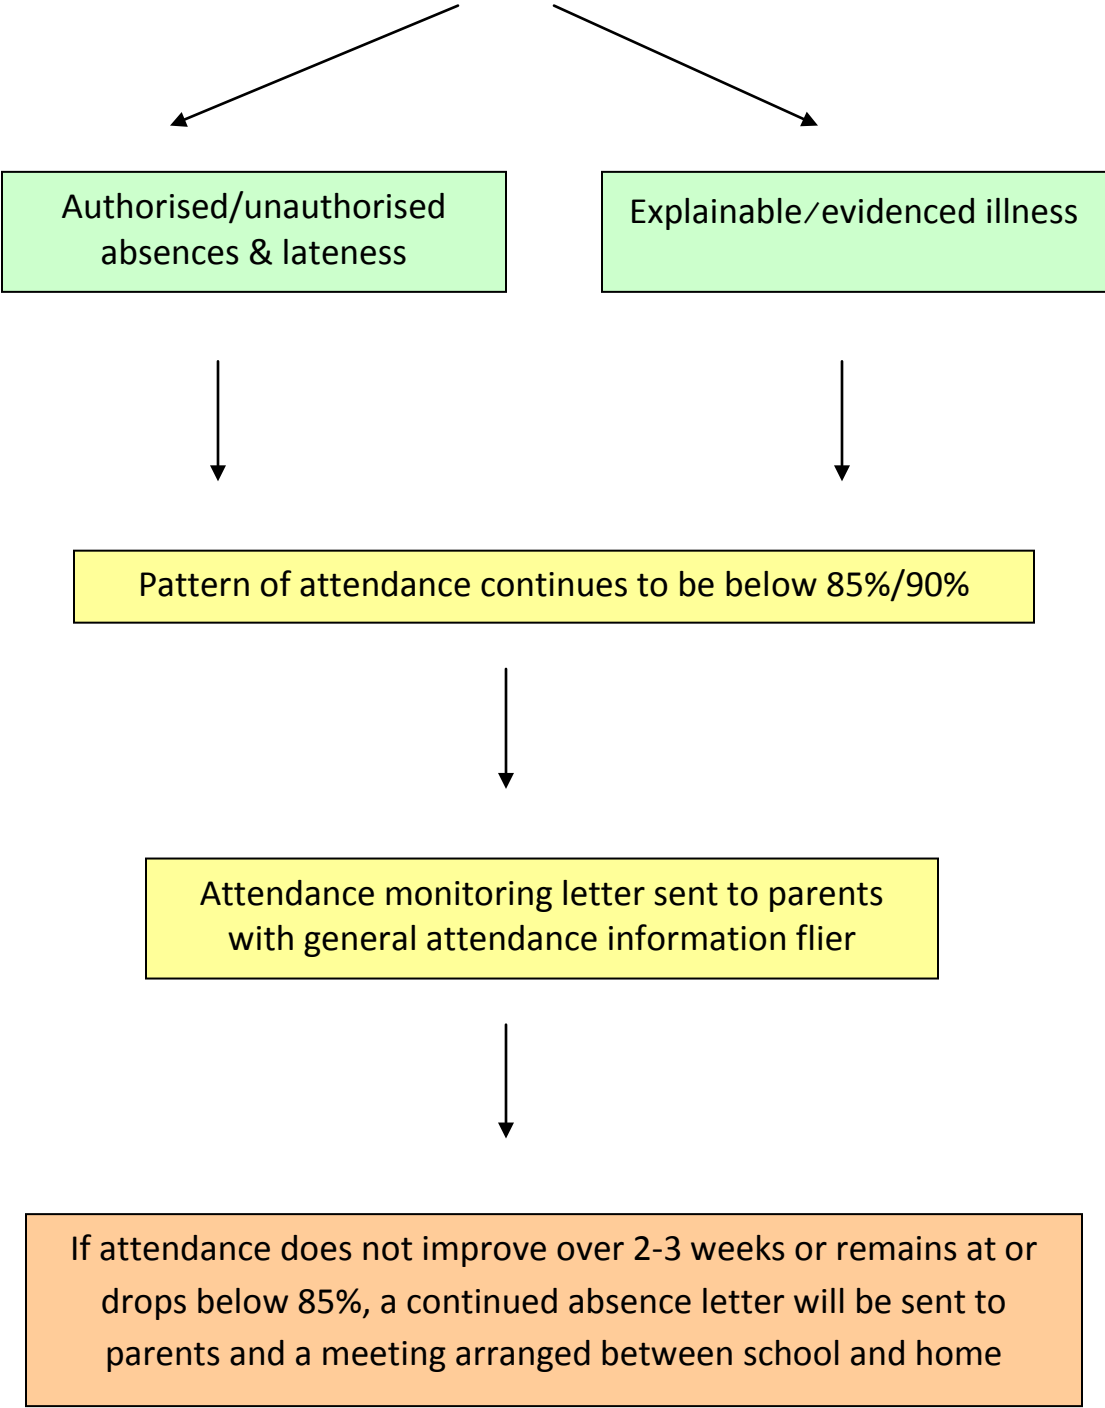 Authorised/unauthorised
absences & lateness
Explainable/evidenced illness
Pattern of attendance continues to be below 85%/90%
Attendance monitoring letter sent to parents
with general attendance information flier
If attendance does not improve over 2-3 weeks or remains at or
drops below 85%, a continued absence letter will be sent to
parents and a meeting arranged between school and home